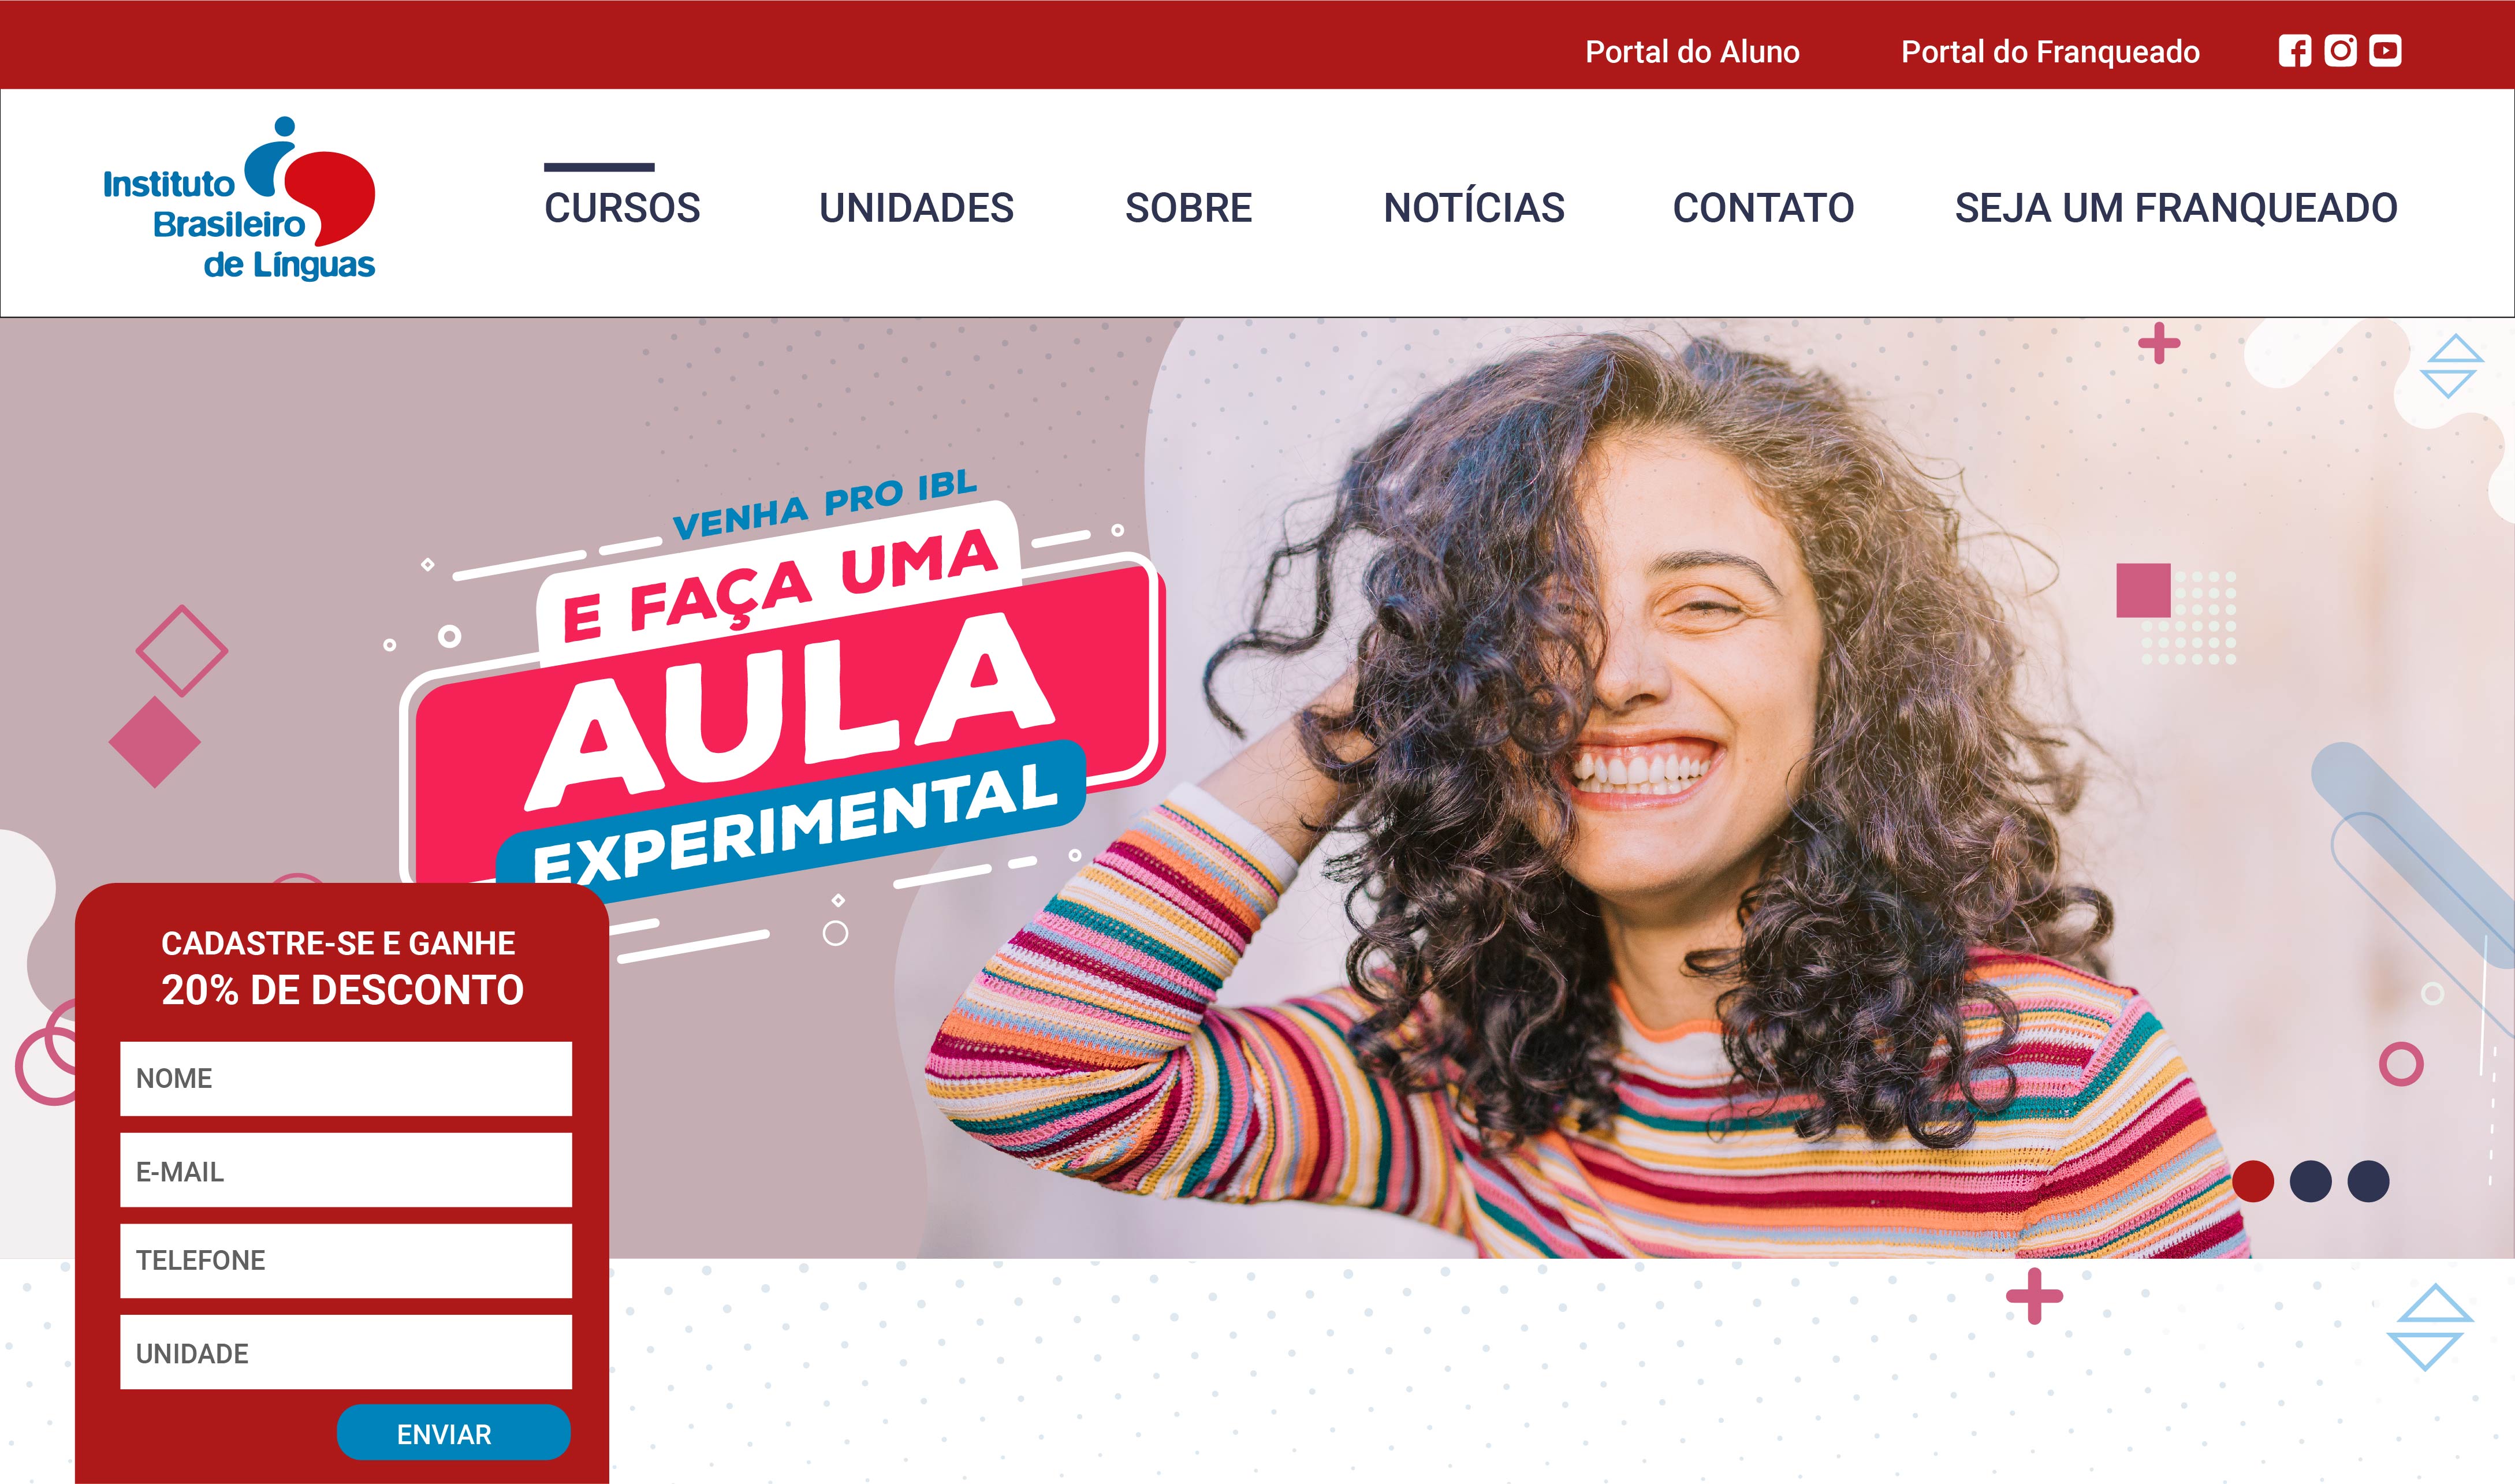 Portal do Aluno
Portal do Franqueado
Instituto
Brasileiro
de Línguas
CURSOS
UNIDADES
SOBRE
NOTÍCIAS
CONTATO
SEJA UM FRANQUEADO
VENHA PRO IBL
E FAÇA UMA
AULA
EXPERIMENTAL
CADASTRE-SE E GANHE
20% DE DESCONTO
NOME
E-MAIL
TELEFONE
UNIDADE
ENVIAR